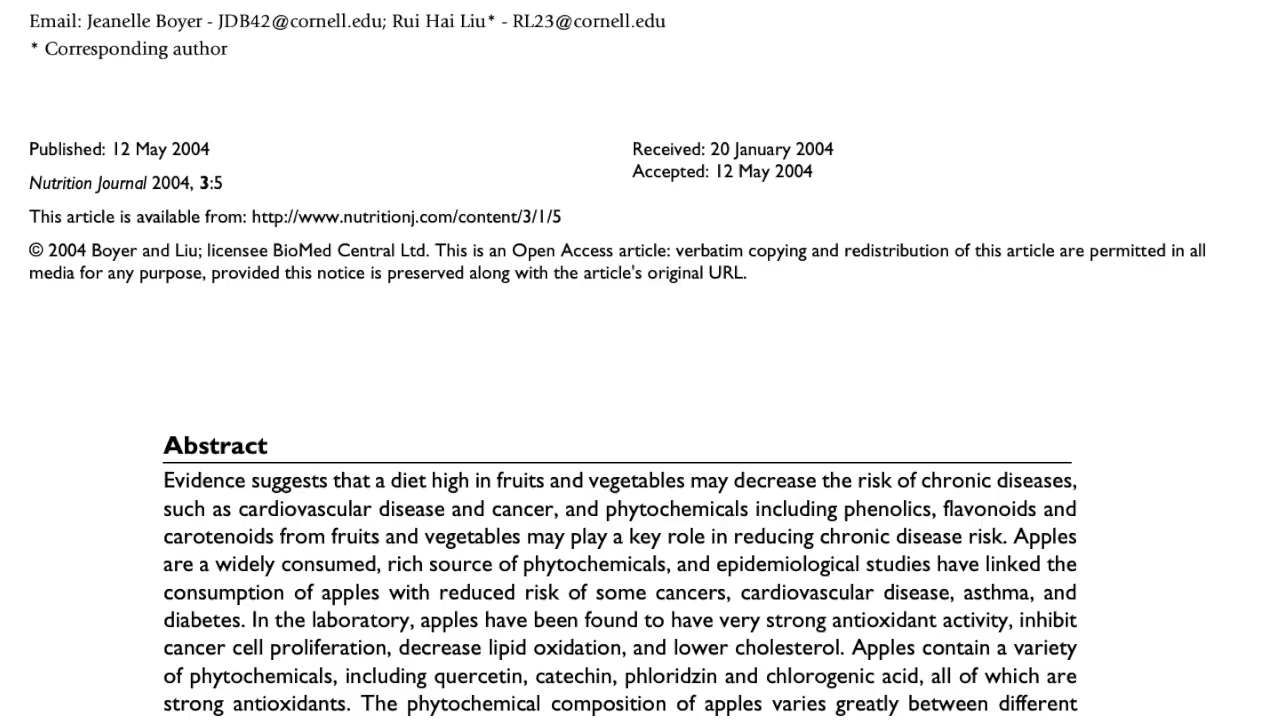 Email: Jeanelle Boyer - JDB42@cornell.edu; Rui Hai Liu* - RL23@cornell.edu
* Corresponding author
Published: 12 May 2004
Received: 20 January 2004
Accepted: 12 May 2004
Nutrition Journal 2004, 3:5
This article is available from: http://www.nutritionj.com/content/3/1/5
© 2004 Boyer and Liu; licensee BioMed Central Ltd. This is an Open Access article: verbatim copying and redistribution of this article are permitted in all
media for any purpose, provided this notice is preserved along with the article's original URL.
Abstract
Evidence suggests that a diet high in fruits and vegetables may decrease the risk of chronic diseases,
such as cardiovascular disease and cancer, and phytochemicals including phenolics, flavonoids and
carotenoids from fruits and vegetables may play a key role in reducing chronic disease risk. Apples
are a widely consumed, rich source of phytochemicals, and epidemiological studies have linked the
consumption of apples with reduced risk of some cancers, cardiovascular disease, asthma, and
diabetes. In the laboratory, apples have been found to have very strong antioxidant activity, inhibit
cancer cell proliferation, decrease lipid oxidation, and lower cholesterol. Apples contain a variety
of phytochemicals, including quercetin, catechin, phloridzin and chlorogenic acid, all of which are
strong antioxidants. The phytochemical composition of apples varies greatly between different